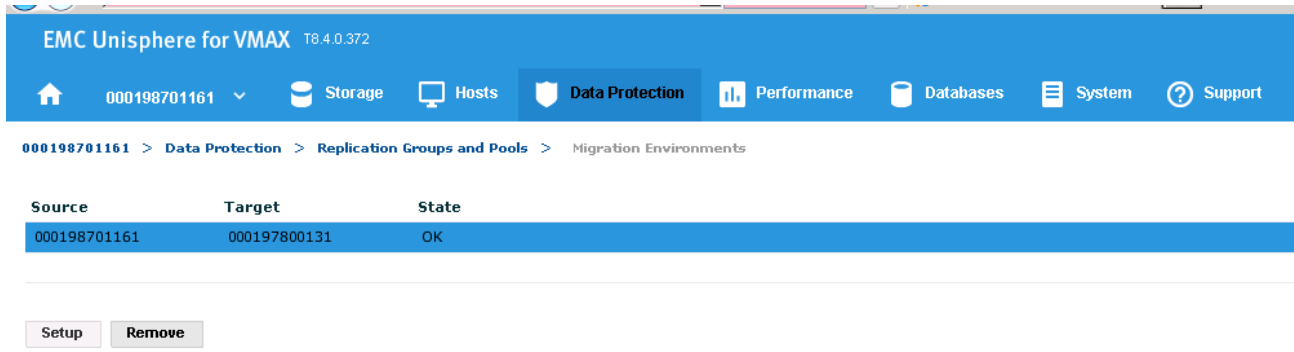 EMC Unisphere for VMAX T8.4.0.372
000198701161 Storage Hosts Data Protection Performance Databases System Support
000198701161 > Data Protection > Replication Groups and Pools > Migration Environments
Source Target State
000198701161 000197800131 OK
Setup Remove